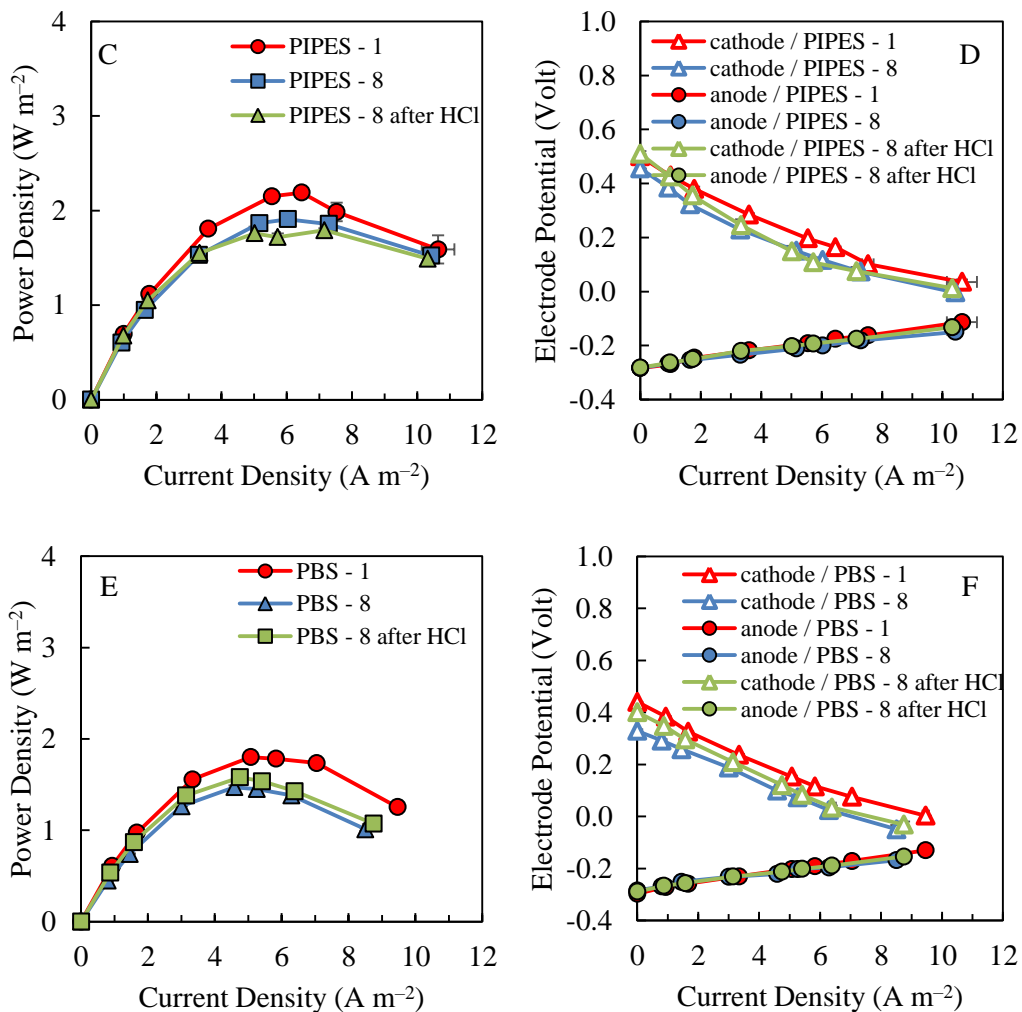 C
PIPES - 1
PIPES - 8
PIPES - 8 after HCl
Power Density (W m⁻²)
4
3
2
1
0
0 2 4 6 8 10 12
Current Density (A m⁻²)
D
cathode / PIPES - 1
cathode / PIPES - 8
anode / PIPES - 1
anode / PIPES - 8
cathode / PIPES - 8 after HCl
anode / PIPES - 8 after HCl
Electrode Potential (Volt)
1.0
0.8
0.6
0.4
0.2
0.0
-0.2
-0.4
0 2 4 6 8 10 12
Current Density (A m⁻²)
E
PBS - 1
PBS - 8
PBS - 8 after HCl
Power Density (W m⁻²)
4
3
2
1
0
0 2 4 6 8 10 12
Current Density (A m⁻²)
F
cathode / PBS - 1
cathode / PBS - 8
anode / PBS - 1
anode / PBS - 8
cathode / PBS - 8 after HCl
anode / PBS - 8 after HCl
Electrode Potential (Volt)
1.0
0.8
0.6
0.4
0.2
0.0
-0.2
-0.4
0 2 4 6 8 10 12
Current Density (A m⁻²)